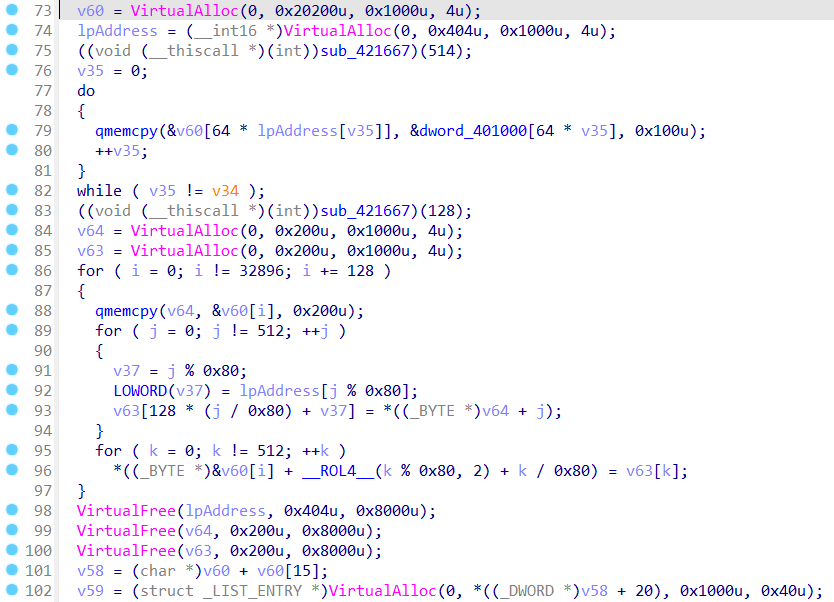 73 v60 = VirtualAlloc(0, 0x20200u, 0x1000u, 4u);
74 lpAddress = (__int16 *)VirtualAlloc(0, 0x404u, 0x1000u, 4u);
75 ((void (__thiscall *)(int))sub_421667)(514);
76 v35 = 0;
77 do
78 {
79 qmemcpy(&v60[64 * lpAddress[v35]], &dword_401000[64 * v35], 0x100u);
80 ++v35;
81 }
82 while ( v35 != v34 );
83 ((void (__thiscall *)(int))sub_421667)(128);
84 v64 = VirtualAlloc(0, 0x200u, 0x1000u, 4u);
85 v63 = VirtualAlloc(0, 0x200u, 0x1000u, 4u);
86 for ( i = 0; i != 32896; i += 128 )
87 {
88 qmemcpy(v64, &v60[i], 0x200u);
89 for ( j = 0; j != 512; ++j )
90 {
91 v37 = j % 0x80;
92 LOWORD(v37) = lpAddress[j % 0x80];
93 v63[128 * (j / 0x80) + v37] = *((_BYTE *)v64 + j);
94 }
95 for ( k = 0; k != 512; ++k )
96 *((_BYTE *)&v60[i] + __ROL4__(k % 0x80, 2) + k / 0x80) = v63[k];
97 }
98 VirtualFree(lpAddress, 0x404u, 0x8000u);
99 VirtualFree(v64, 0x200u, 0x8000u);
100 VirtualFree(v63, 0x200u, 0x8000u);
101 v58 = (char *)v60 + v60[15];
102 v59 = (struct _LIST_ENTRY *)VirtualAlloc(0, *((_DWORD *)v58 + 20), 0x1000u, 0x40u);